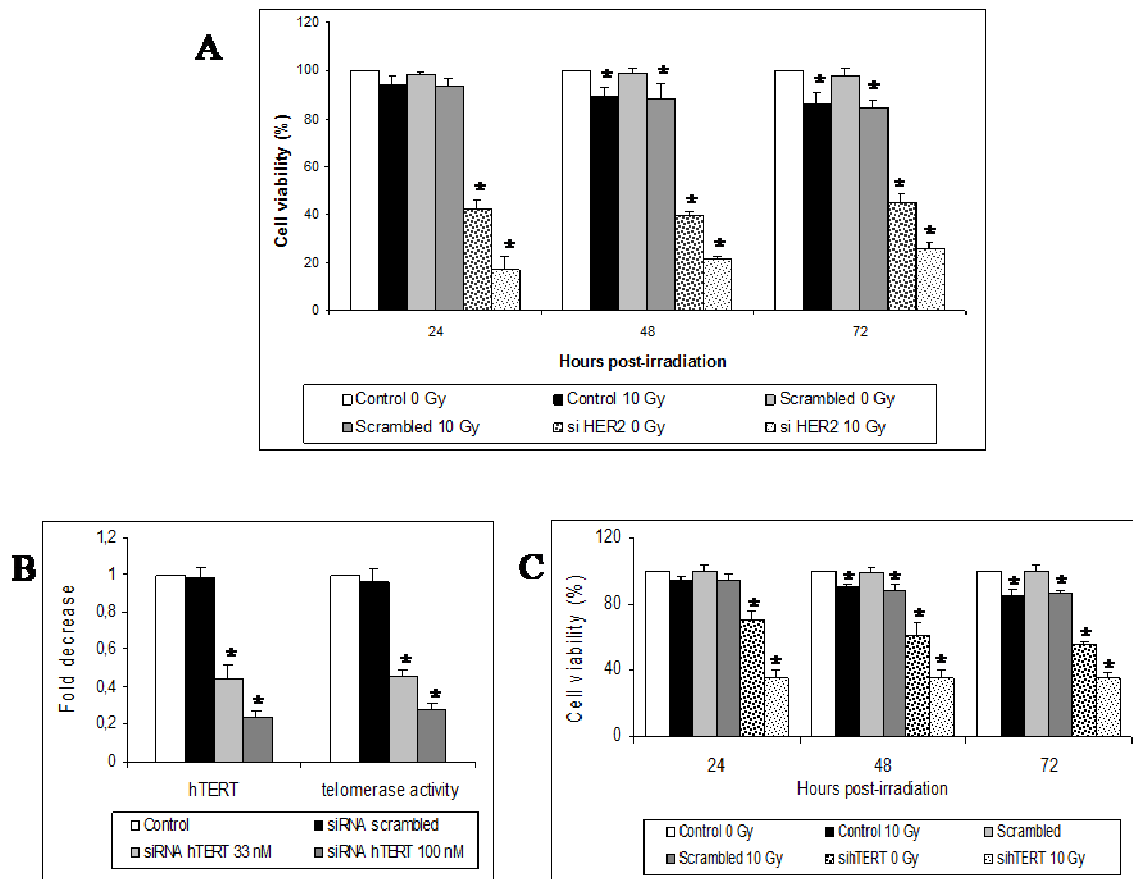 A
120
100
80
60
40
20
0
Cell viability (%)
* * * *
* * * * * *
24 48 72
Hours post-irradiation
Control 0 Gy Control 10 Gy Scrambled 0 Gy
Scrambled 10 Gy si HER2 0 Gy si HER2 10 Gy
B
1,2
1
0,8
0,6
0,4
0,2
0
Fold decrease
* * * *
hTERT telomerase activity
Control siRNA scrambled
siRNA hTERT 33 nM siRNA hTERT 100 nM
C
120
80
40
0
Cell viability (%)
* * * *
* * * * * *
24 48 72
Hours post-irradiation
Control 0 Gy Control 10 Gy Scrambled
Scrambled 10 Gy sihTERT 0 Gy sihTERT 10 Gy